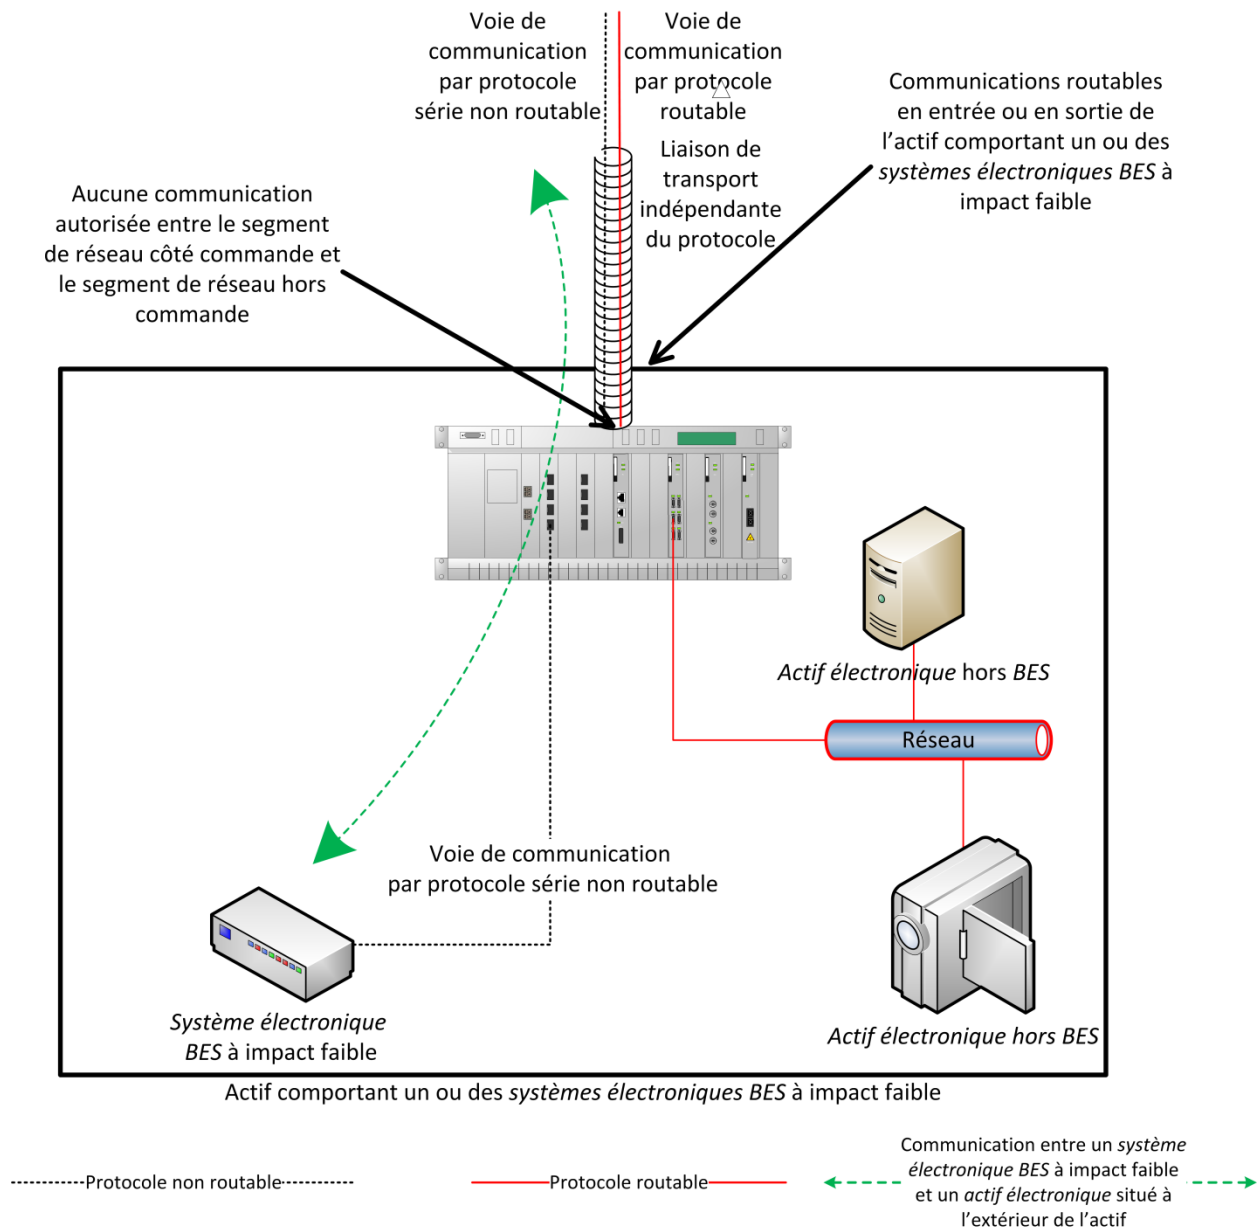 Voie de
communication
par protocole
série non routable
Voie de
communication
par protocole
routable
Liaison de
transport
indépendante
du protocole
Communications routables
en entrée ou en sortie de
l’actif comportant un ou des
systèmes électroniques BES à
impact faible
Aucune communication
autorisée entre le segment
de réseau côté commande et
le segment de réseau hors
commande
Actif électronique hors BES
Réseau
Voie de communication
par protocole série non routable
Système électronique
BES à impact faible
Actif électronique hors BES
Actif comportant un ou des systèmes électroniques BES à impact faible
Protocole non routable
Protocole routable
Communication entre un système
électronique BES à impact faible
et un actif électronique situé à
l’extérieur de l’actif